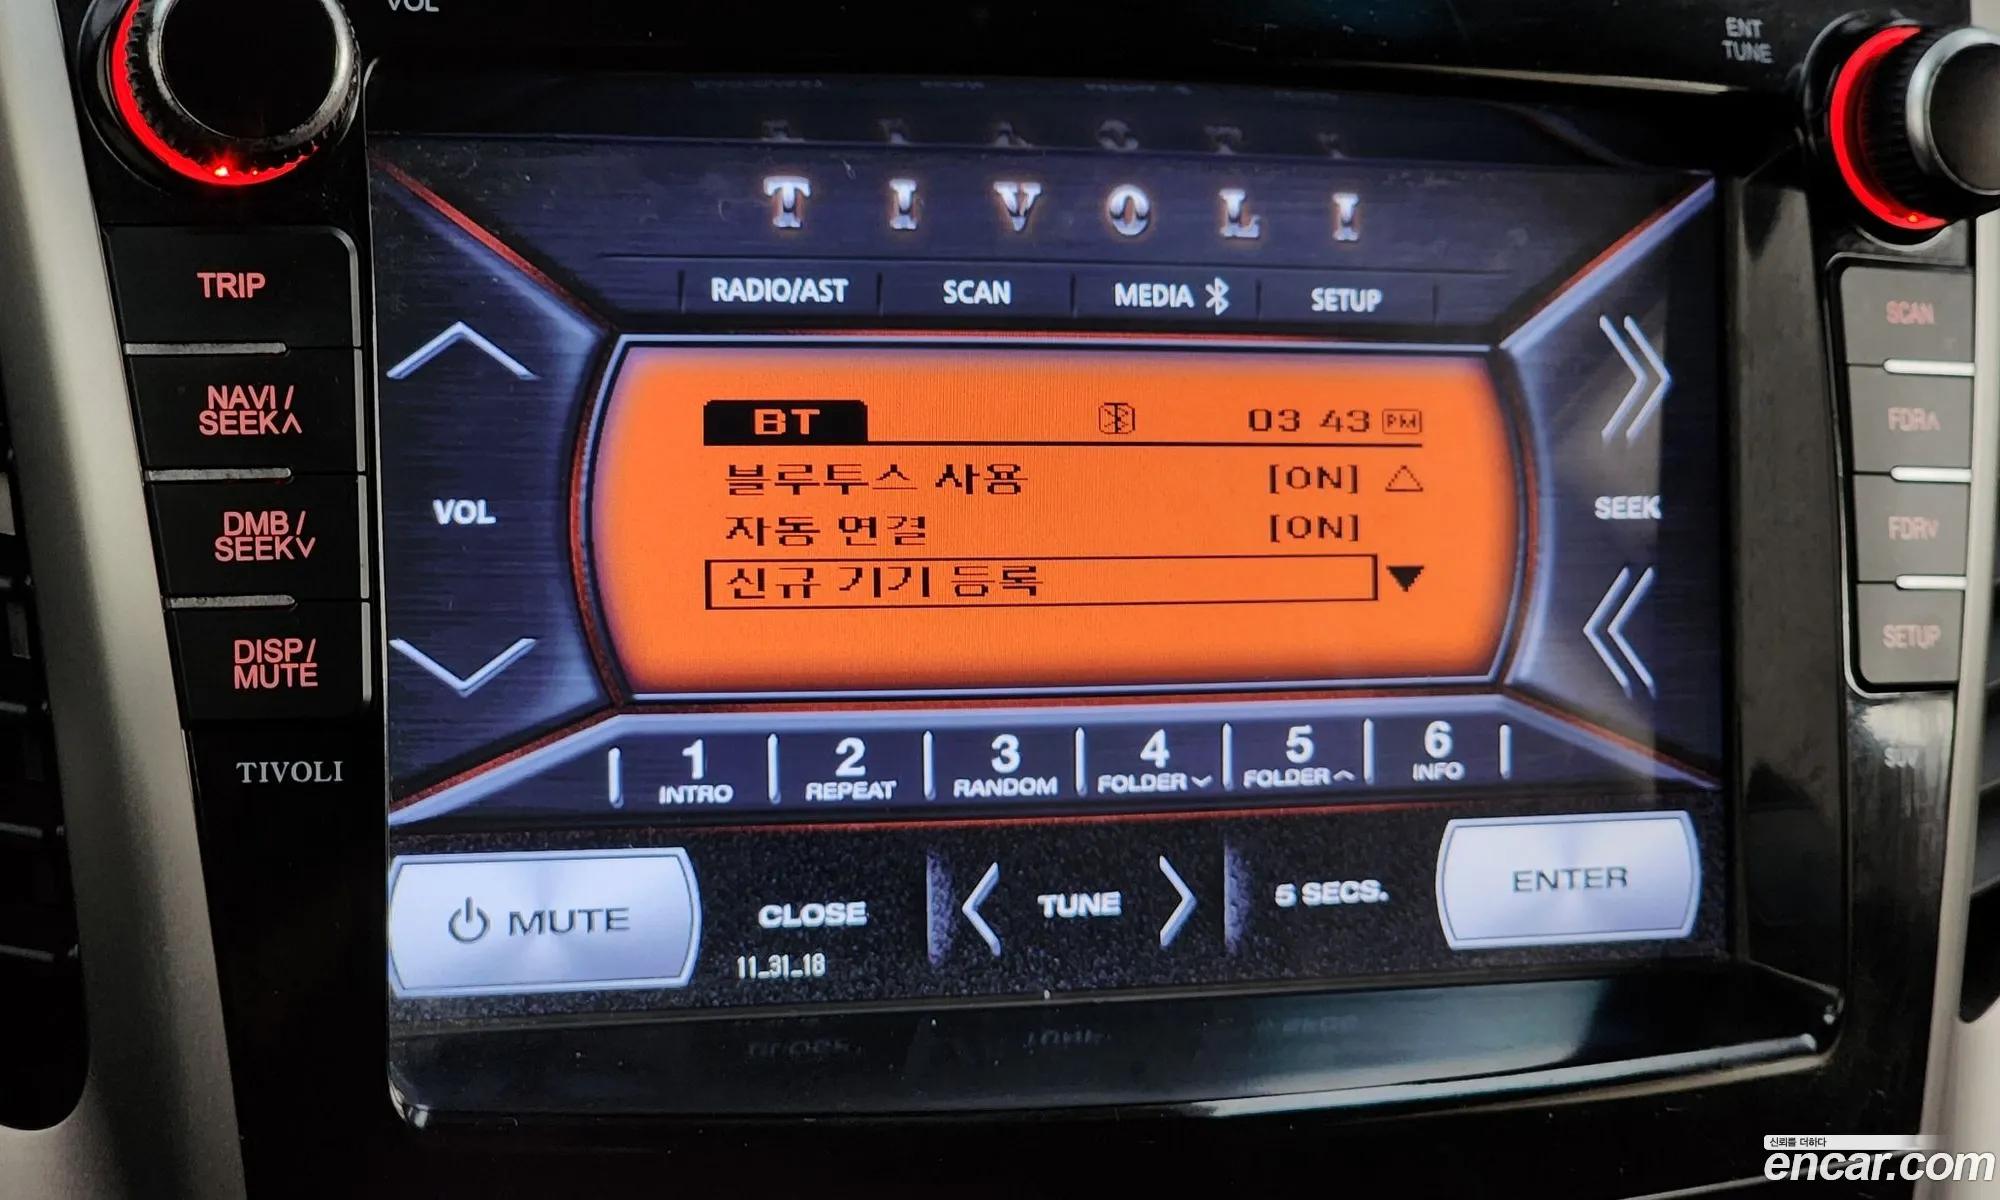 VOL
ENT
TUNE
TIVOLI
RADIO/AST
SCAN
MEDIA
SETUP
TRIP
NAVI /
SEEK∧
DMB /
SEEK∨
DISP/
MUTE
TIVOLI
VOL
BT
03 43 PM
블루투스 사용 [ON]
자동 연결 [ON]
신규 기기 등록
SEEK
SCAN
FDR∧
FDR∨
SETUP
1 2 3 4 5 6
INTRO REPEAT RANDOM FOLDER∨ FOLDER∧ INFO
MUTE
CLOSE
TUNE
5 SECS.
ENTER
11_31_18
신뢰를 더하다
encar.com